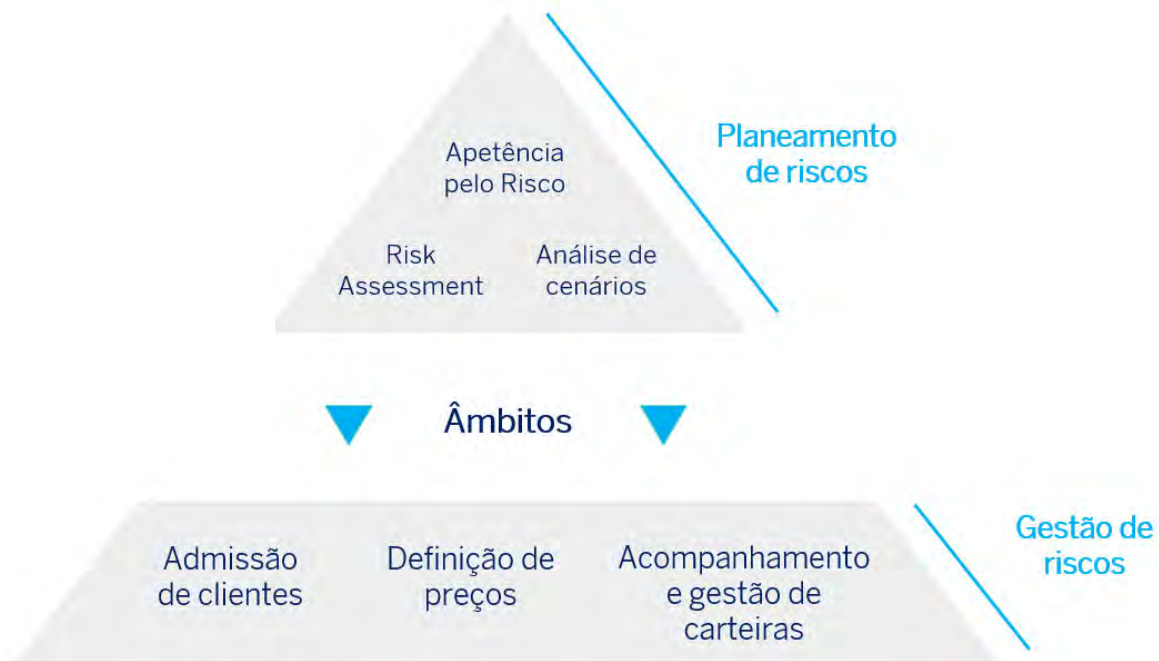 Apetência
pelo Risco
Planeamento
de riscos
Risk
Assessment
Análise de
cenários
Âmbitos
Admissão
de clientes
Definição de
preços
Acompanhamento
e gestão de
carteiras
Gestão de
riscos